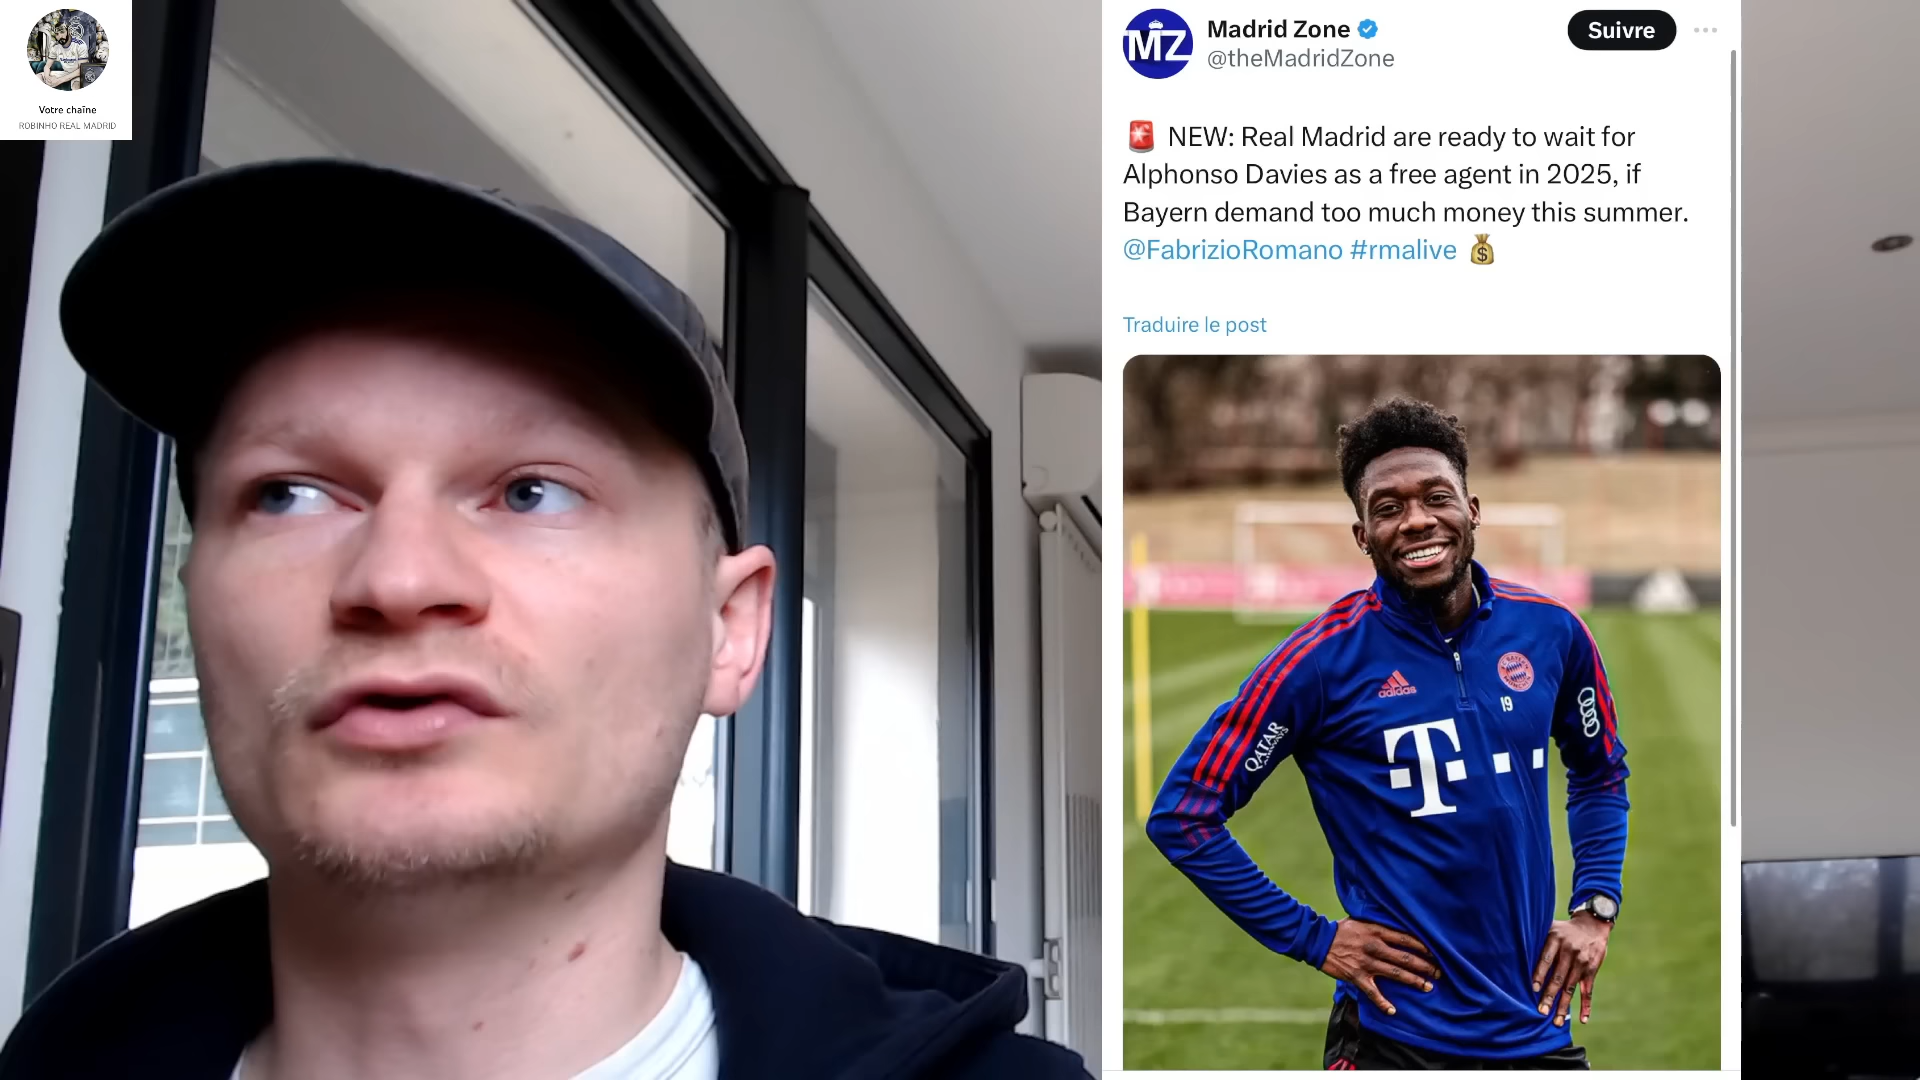 Votre chaîne
ROBINHO REAL MADRID
MZ
Madrid Zone
@theMadridZone
Suivre
🚨 NEW: Real Madrid are ready to wait for
Alphonso Davies as a free agent in 2025, if
Bayern demand too much money this summer.
@FabrizioRomano #rmalive 💰
Traduire le post
adidas
19
QATAR
AIRWAYS
T